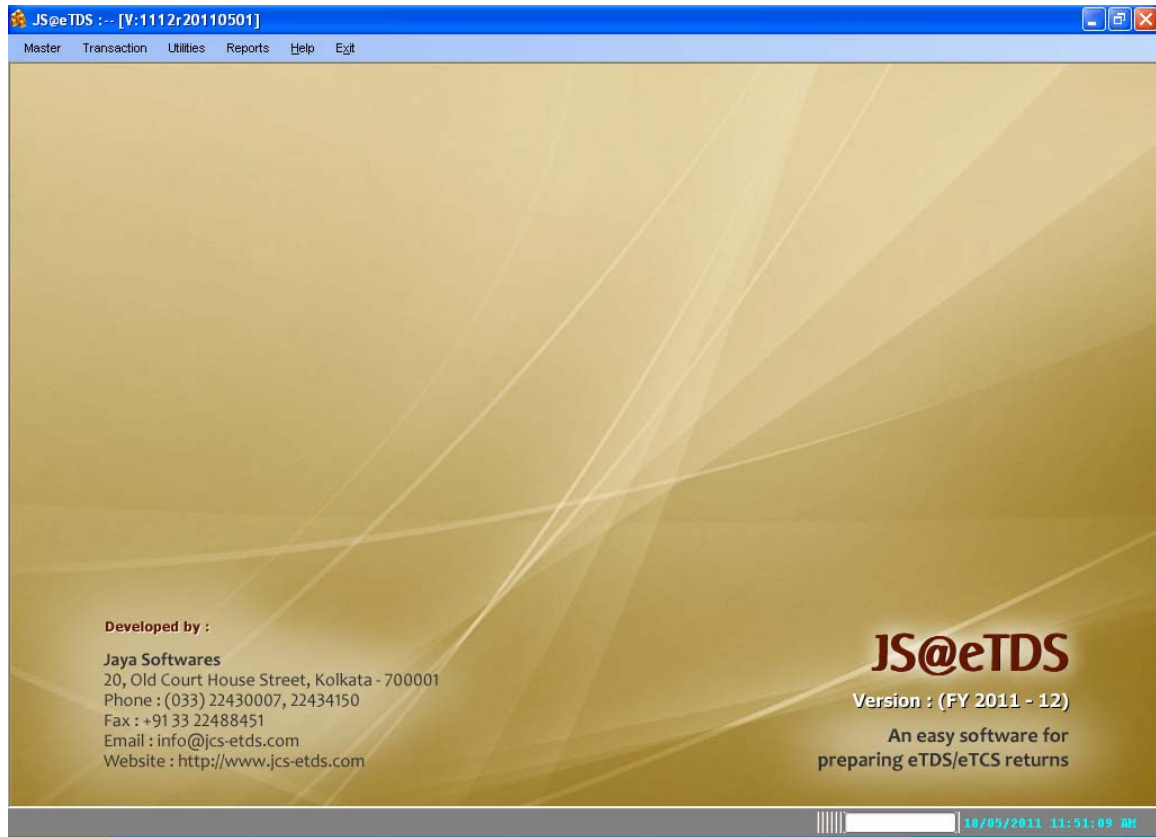 JS@eTDS :-- [V:1112r20110501]
Master Transaction Utilities Reports Help Exit
Developed by :
Jaya Softwares
20, Old Court House Street, Kolkata - 700001
Phone : (033) 22430007, 22434150
Fax : +91 33 22488451
Email : info@jcs-etds.com
Website : http://www.jcs-etds.com
JS@eTDS
Version : (FY 2011 - 12)
An easy software for
preparing eTDS/eTCS returns
18/05/2011 11:51:09 AM